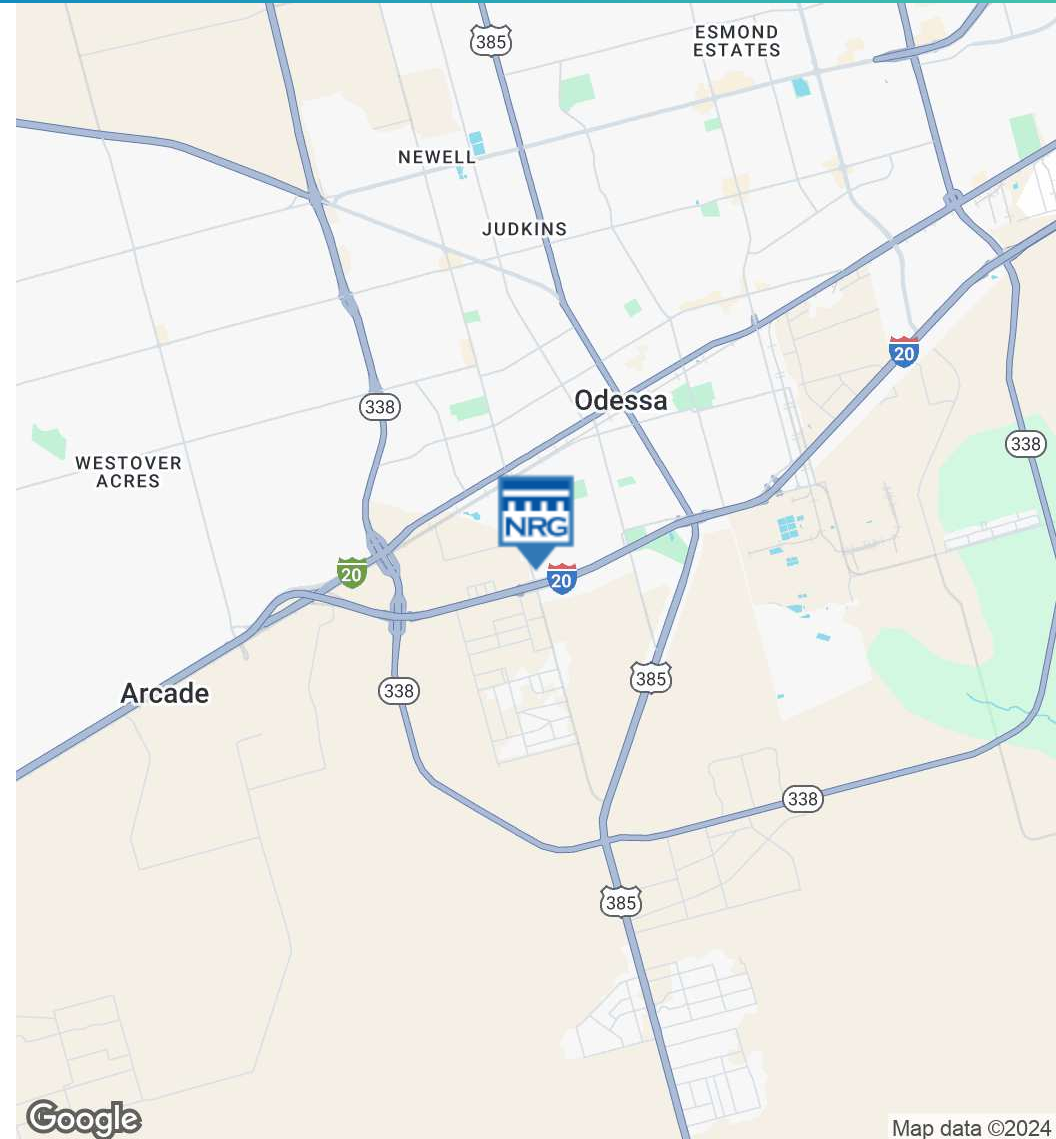 385
ESMOND
ESTATES
NEWELL
JUDKINS
20
338
Odessa
338
WESTOVER
ACRES
NRG
20
20
385
338
Arcade
338
385
Google
Map data ©2024